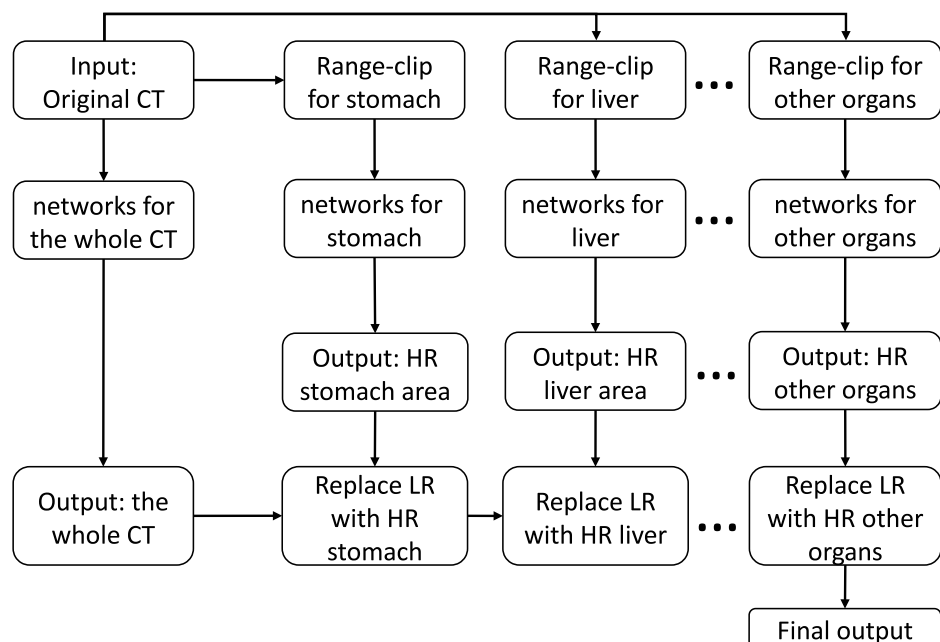 Input:
Original CT
Range-clip
for stomach
Range-clip
for liver
Range-clip for
other organs
networks for
the whole CT
networks for
stomach
networks for
liver
networks for
other organs
Output: HR
stomach area
Output: HR
liver area
Output: HR
other organs
Output: the
whole CT
Replace LR
with HR
stomach
Replace LR
with HR liver
Replace LR
with HR other
organs
Final output